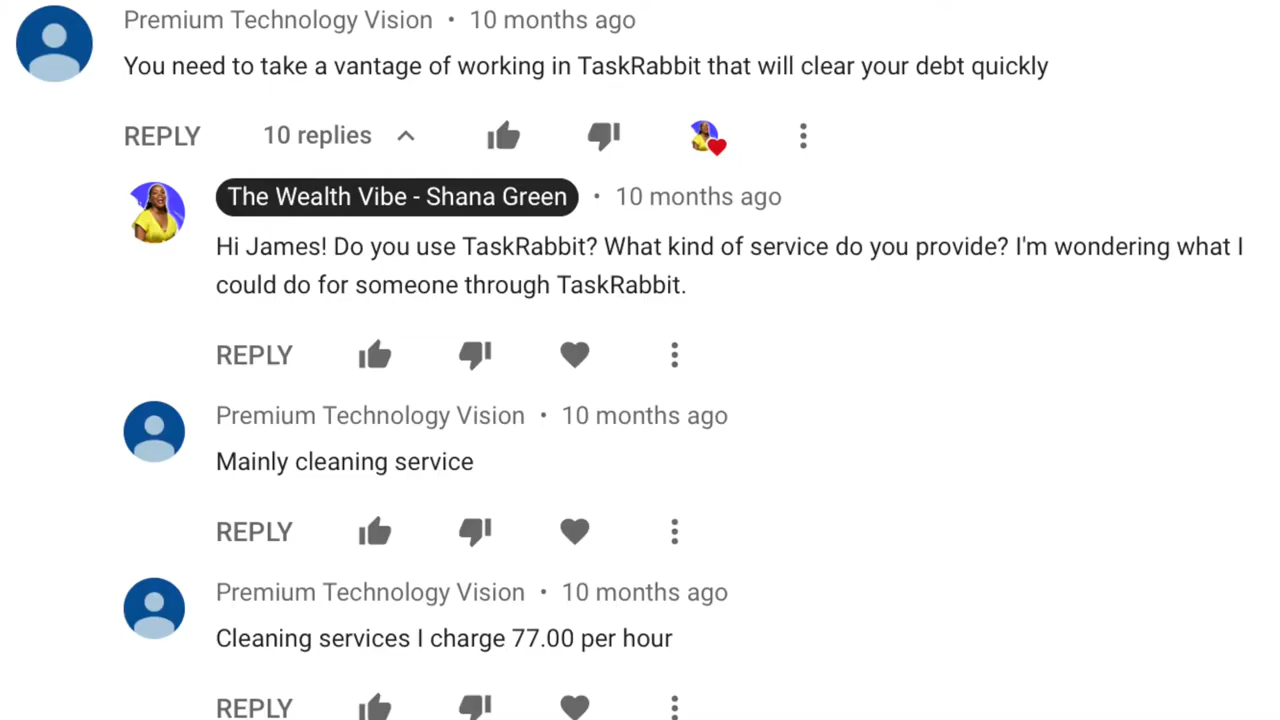 Premium Technology Vision • 10 months ago
You need to take a vantage of working in TaskRabbit that will clear your debt quickly
REPLY 10 replies
The Wealth Vibe - Shana Green • 10 months ago
Hi James! Do you use TaskRabbit? What kind of service do you provide? I'm wondering what I
could do for someone through TaskRabbit.
REPLY
Premium Technology Vision • 10 months ago
Mainly cleaning service
REPLY
Premium Technology Vision • 10 months ago
Cleaning services I charge 77.00 per hour
REPLY